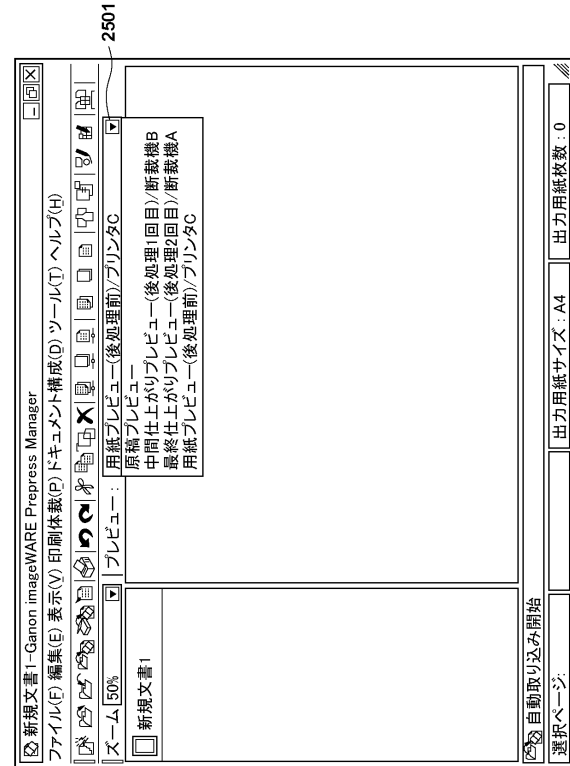 新規文書1-Ganon imageWARE Prepress Manager
ファイル(F) 編集(E) 表示(V) 印刷体裁(P) ドキュメント構成(D) ツール(T) ヘルプ(H)
ズーム 50% プレビュー: 用紙プレビュー(後処理前)/プリンタC
2501
原稿プレビュー
中間仕上がりプレビュー(後処理1回目)/断裁機B
最終仕上がりプレビュー(後処理2回目)/断裁機A
用紙プレビュー(後処理前)/プリンタC
新規文書1
自動取り込み開始
選択ページ: 出力用紙サイズ:A4 出力用紙枚数:0